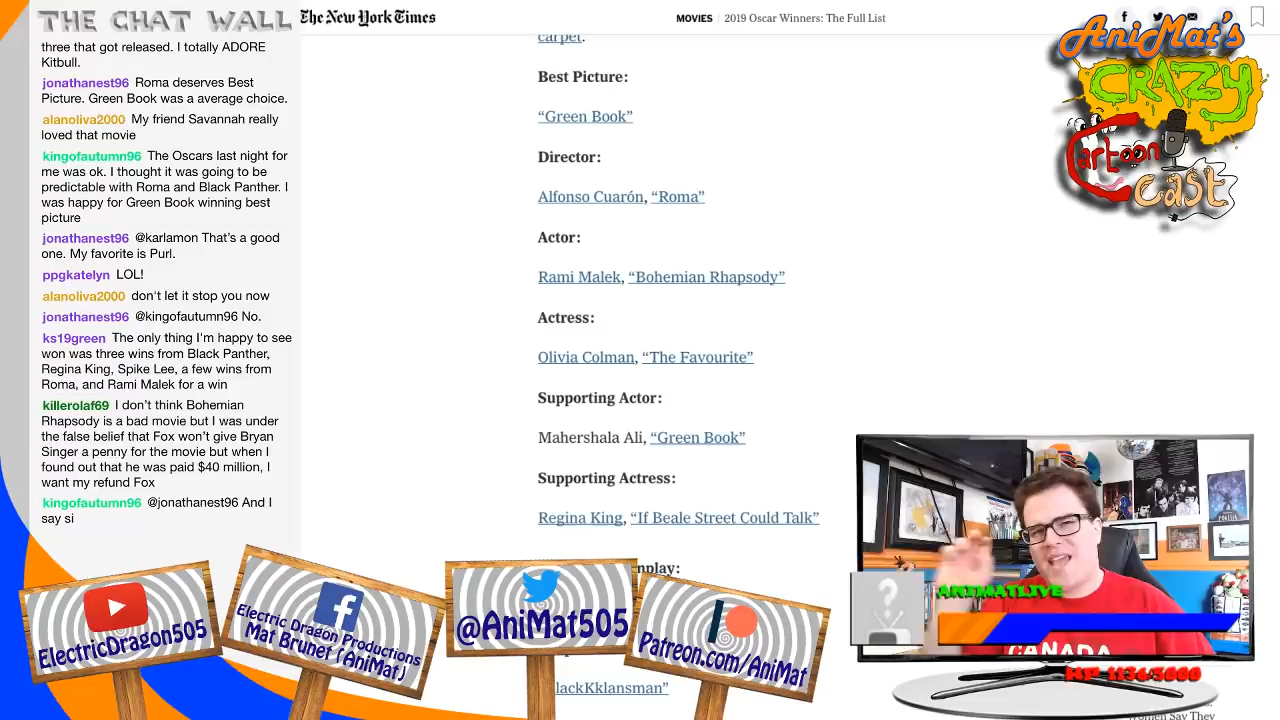 THE CHAT WALL
three that got released. I totally ADORE
Kitbull.
jonathanest96 Roma deserves Best
Picture. Green Book was a average choice.
alanoliva2000 My friend Savannah really
loved that movie
kingofautumn96 The Oscars last night for
me was ok. I thought it was going to be
predictable with Roma and Black Panther. I
was happy for Green Book winning best
picture
jonathanest96 @karlamon That's a good
one. My favorite is Purl.
ppgkatelyn LOL!
alanoliva2000 don't let it stop you now
jonathanest96 @kingofautumn96 No.
ks19green The only thing I'm happy to see
won was three wins from Black Panther,
Regina King, Spike Lee, a few wins from
Roma, and Rami Malek for a win
killerolaf69 I don't think Bohemian
Rhapsody is a bad movie but I was under
the false belief that Fox won't give Bryan
Singer a penny for the movie but when I
found out that he was paid $40 million, I
want my refund Fox
kingofautumn96 @jonathanest96 And I
say si
The New York Times
MOVIES | 2019 Oscar Winners: The Full List
carpet.
Best Picture:
“Green Book”
Director:
Alfonso Cuarón, “Roma”
Actor:
Rami Malek, “Bohemian Rhapsody”
Actress:
Olivia Colman, “The Favourite”
Supporting Actor:
Mahershala Ali, “Green Book”
Supporting Actress:
Regina King, “If Beale Street Could Talk”
nplay:
lacKkKlansman”
AniMat's
CRAZY
Cartoon
Cast
ANIMATLIVE
CANADA
Women Say They
ElectricDragon505
Electric Dragon Productions
Mat Brunet (AniMat)
@AniMat505
Patreon.com/AniMat